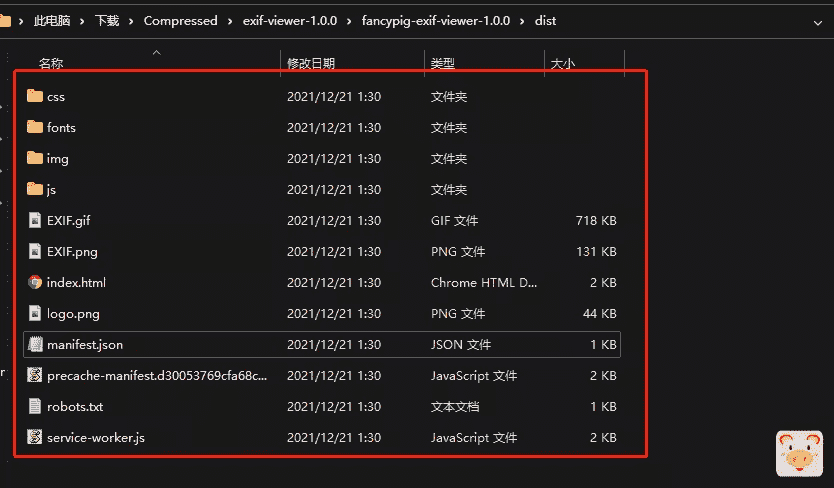 此电脑 › 下载 › Compressed › exif-viewer-1.0.0 › fancypig-exif-viewer-1.0.0 › dist
名称 修改日期 类型 大小
css 2021/12/21 1:30 文件夹
fonts 2021/12/21 1:30 文件夹
img 2021/12/21 1:30 文件夹
js 2021/12/21 1:30 文件夹
EXIF.gif 2021/12/21 1:30 GIF 文件 718 KB
EXIF.png 2021/12/21 1:30 PNG 文件 131 KB
index.html 2021/12/21 1:30 Chrome HTML D... 2 KB
logo.png 2021/12/21 1:30 PNG 文件 44 KB
manifest.json 2021/12/21 1:30 JSON 文件 1 KB
r precache-manifest.d30053769cfa68c... 2021/12/21 1:30 JavaScript 文件 2 KB
robots.txt 2021/12/21 1:30 文本文档 1 KB
service-worker.js 2021/12/21 1:30 JavaScript 文件 2 KB